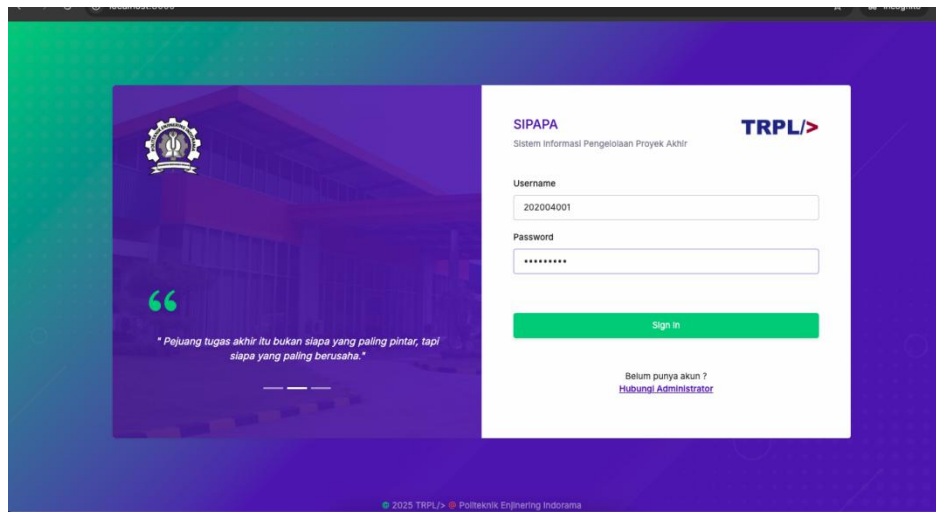 SIPAPA
Sistem Informasi Pengelolaan Proyek Akhir
TRPL/>
Username
202004001
Password
•••••••••
“
" Pejuang tugas akhir itu bukan siapa yang paling pintar, tapi
siapa yang paling berusaha."
Sign In
Belum punya akun ?
Hubungi Administrator
© 2025 TRPL/> @ Politeknik Enjinering Indorama